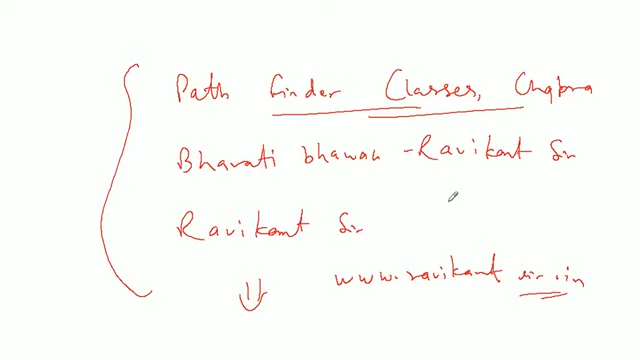 Path finder Classes, Chapra
Bharati bhawan - Ravikant Sir
Ravikant Sir
www.ravikant sir.in